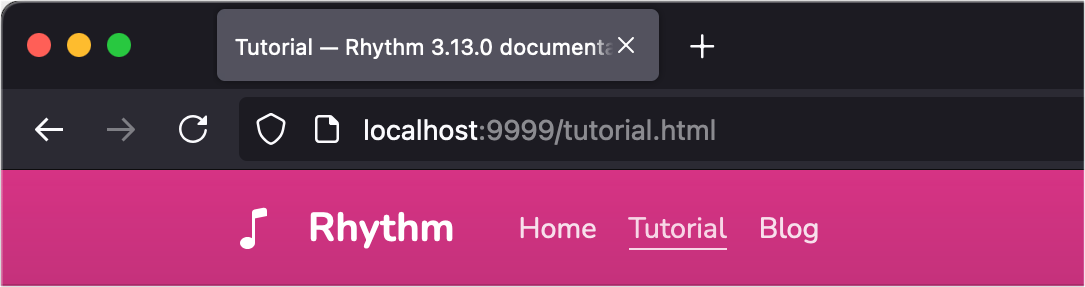 Tutorial — Rhythm 3.13.0 documenta
localhost:9999/tutorial.html
Rhythm Home Tutorial Blog